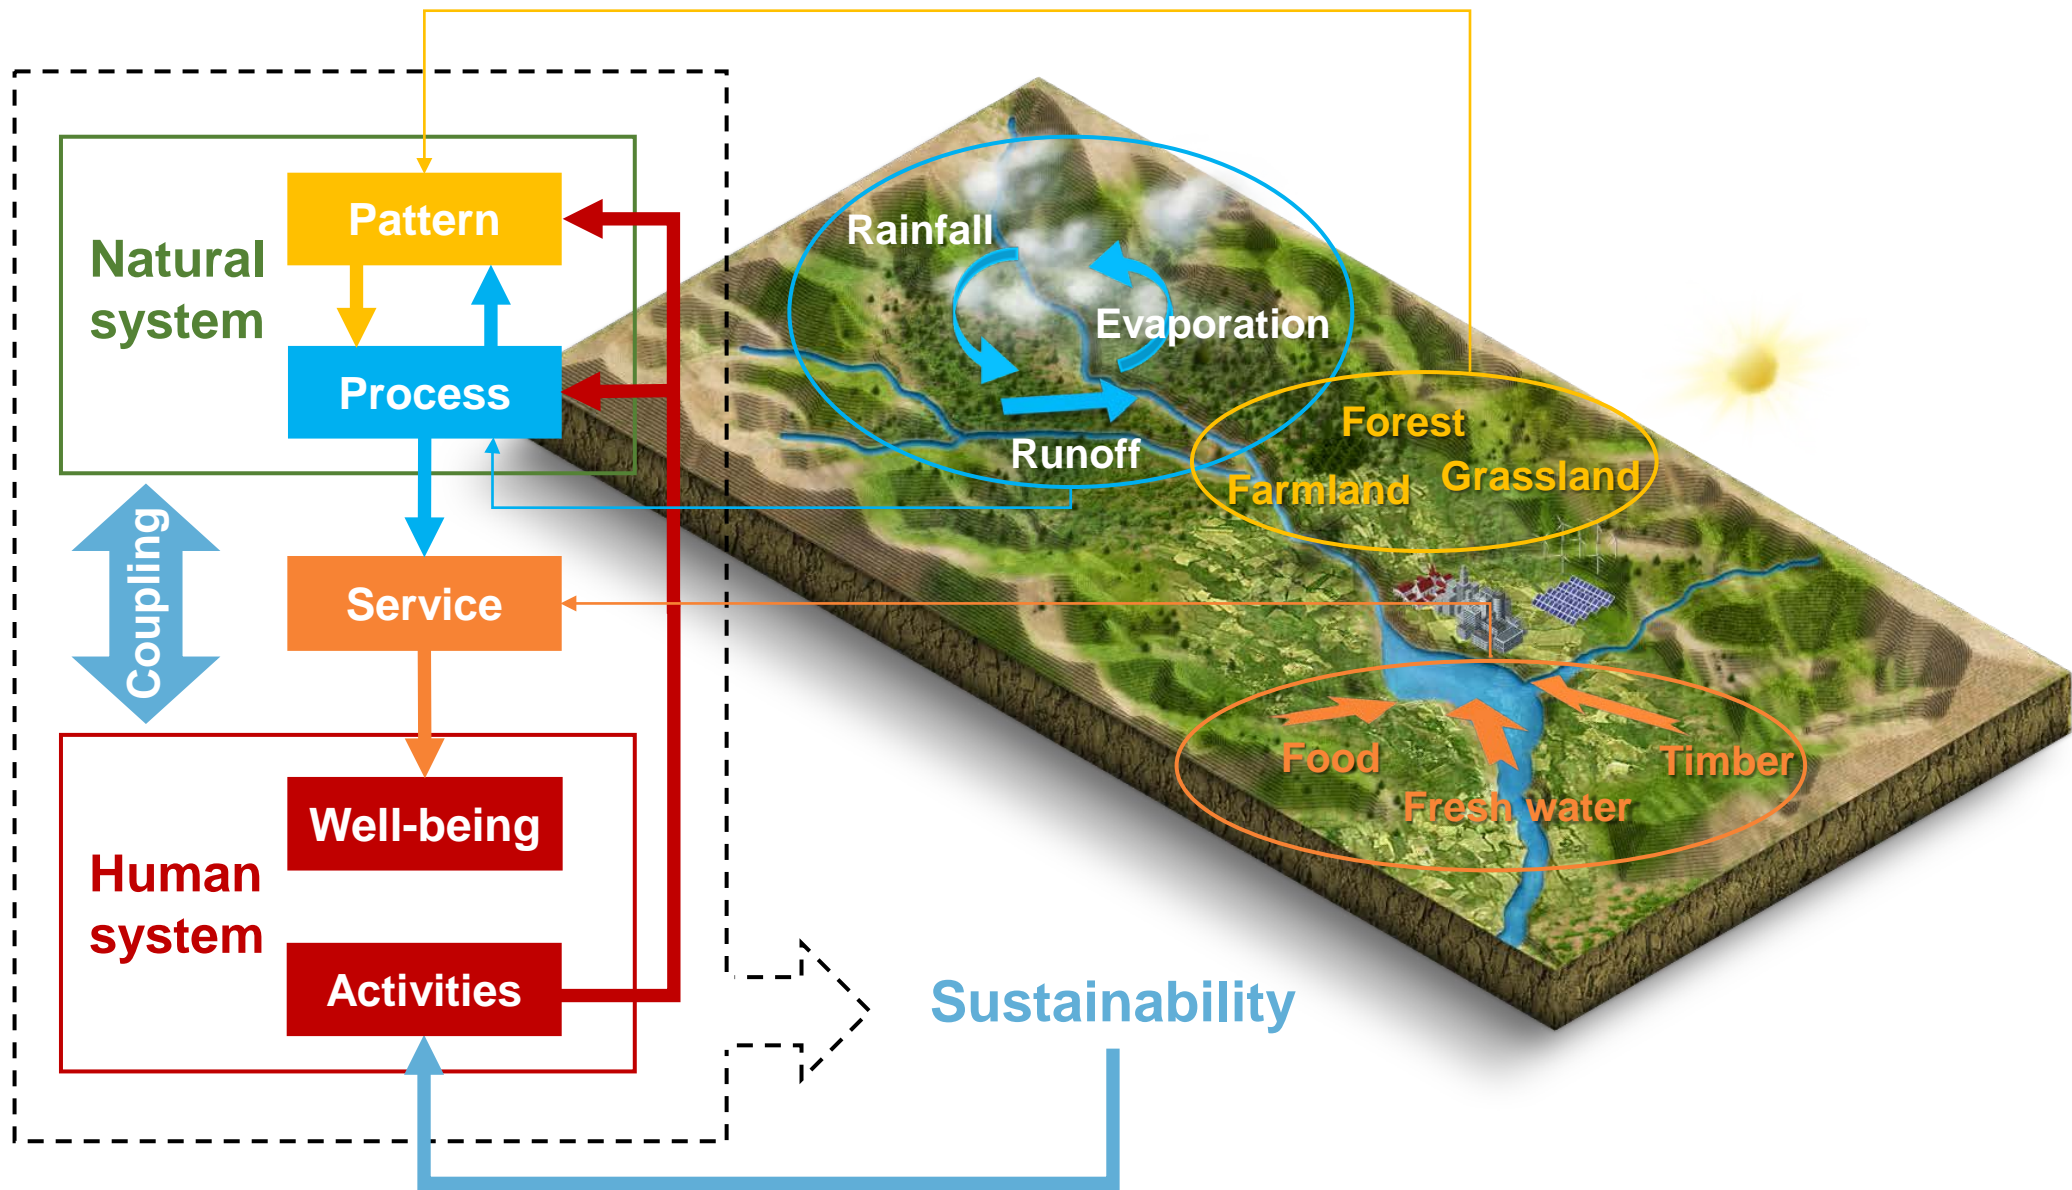 Natural
system
Pattern
Process
Coupling
Service
Human
system
Well-being
Activities
Rainfall
Evaporation
Runoff
Forest
Grassland
Farmland
Food
Timber
Fresh water
Sustainability